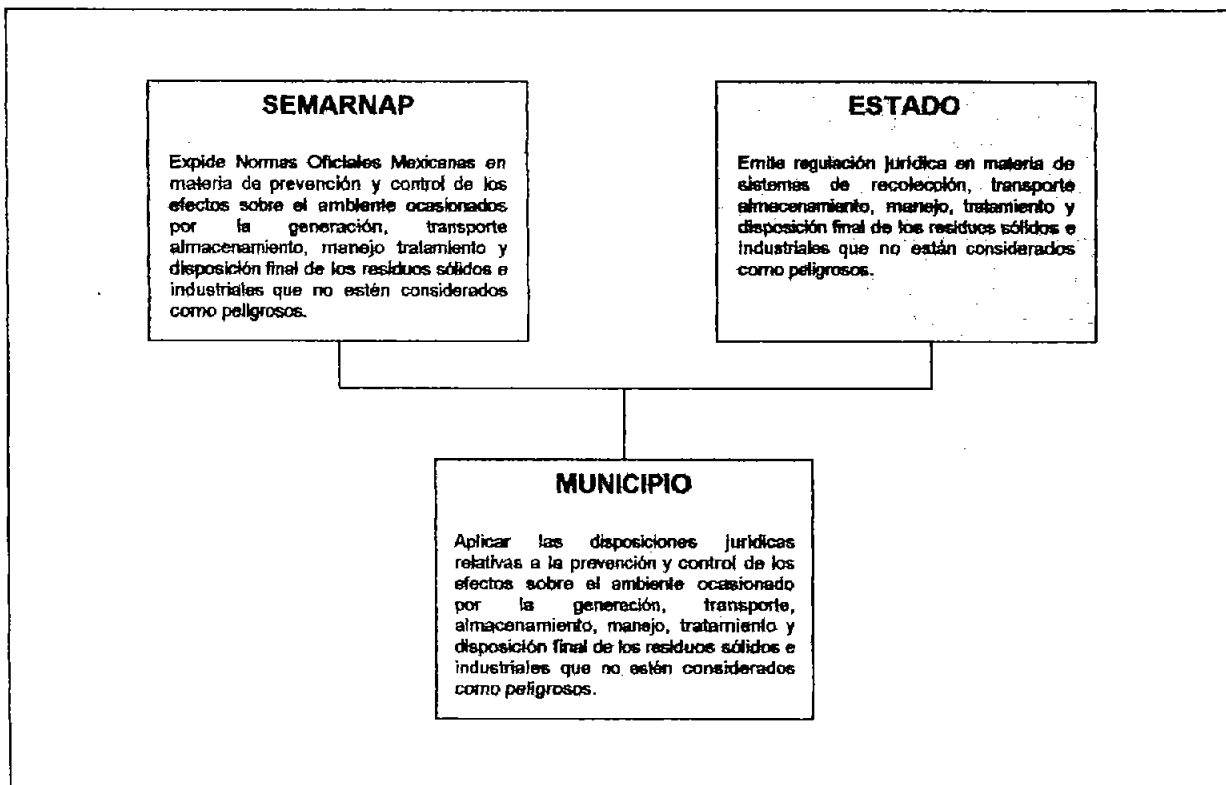 SEMARNAP
Expide Normas Oficiales Mexicanas en
materia de prevención y control de los
efectos sobre el ambiente ocasionados
por la generación, transporte
almacenamiento, manejo tratamiento y
disposición final de los residuos sólidos e
industriales que no estén considerados
como peligrosos.
ESTADO
Emite regulación jurídica en materia de
sistemas de recolección, transporte
almacenamiento, manejo, tratamiento y
disposición final de los residuos sólidos e
industriales que no están considerados
como peligrosos.
MUNICIPIO
Aplicar las disposiciones jurídicas
relativas a la prevención y control de los
efectos sobre el ambiente ocasionado
por la generación, transporte,
almacenamiento, manejo, tratamiento y
disposición final de los residuos sólidos e
industriales que no estén considerados
como peligrosos.